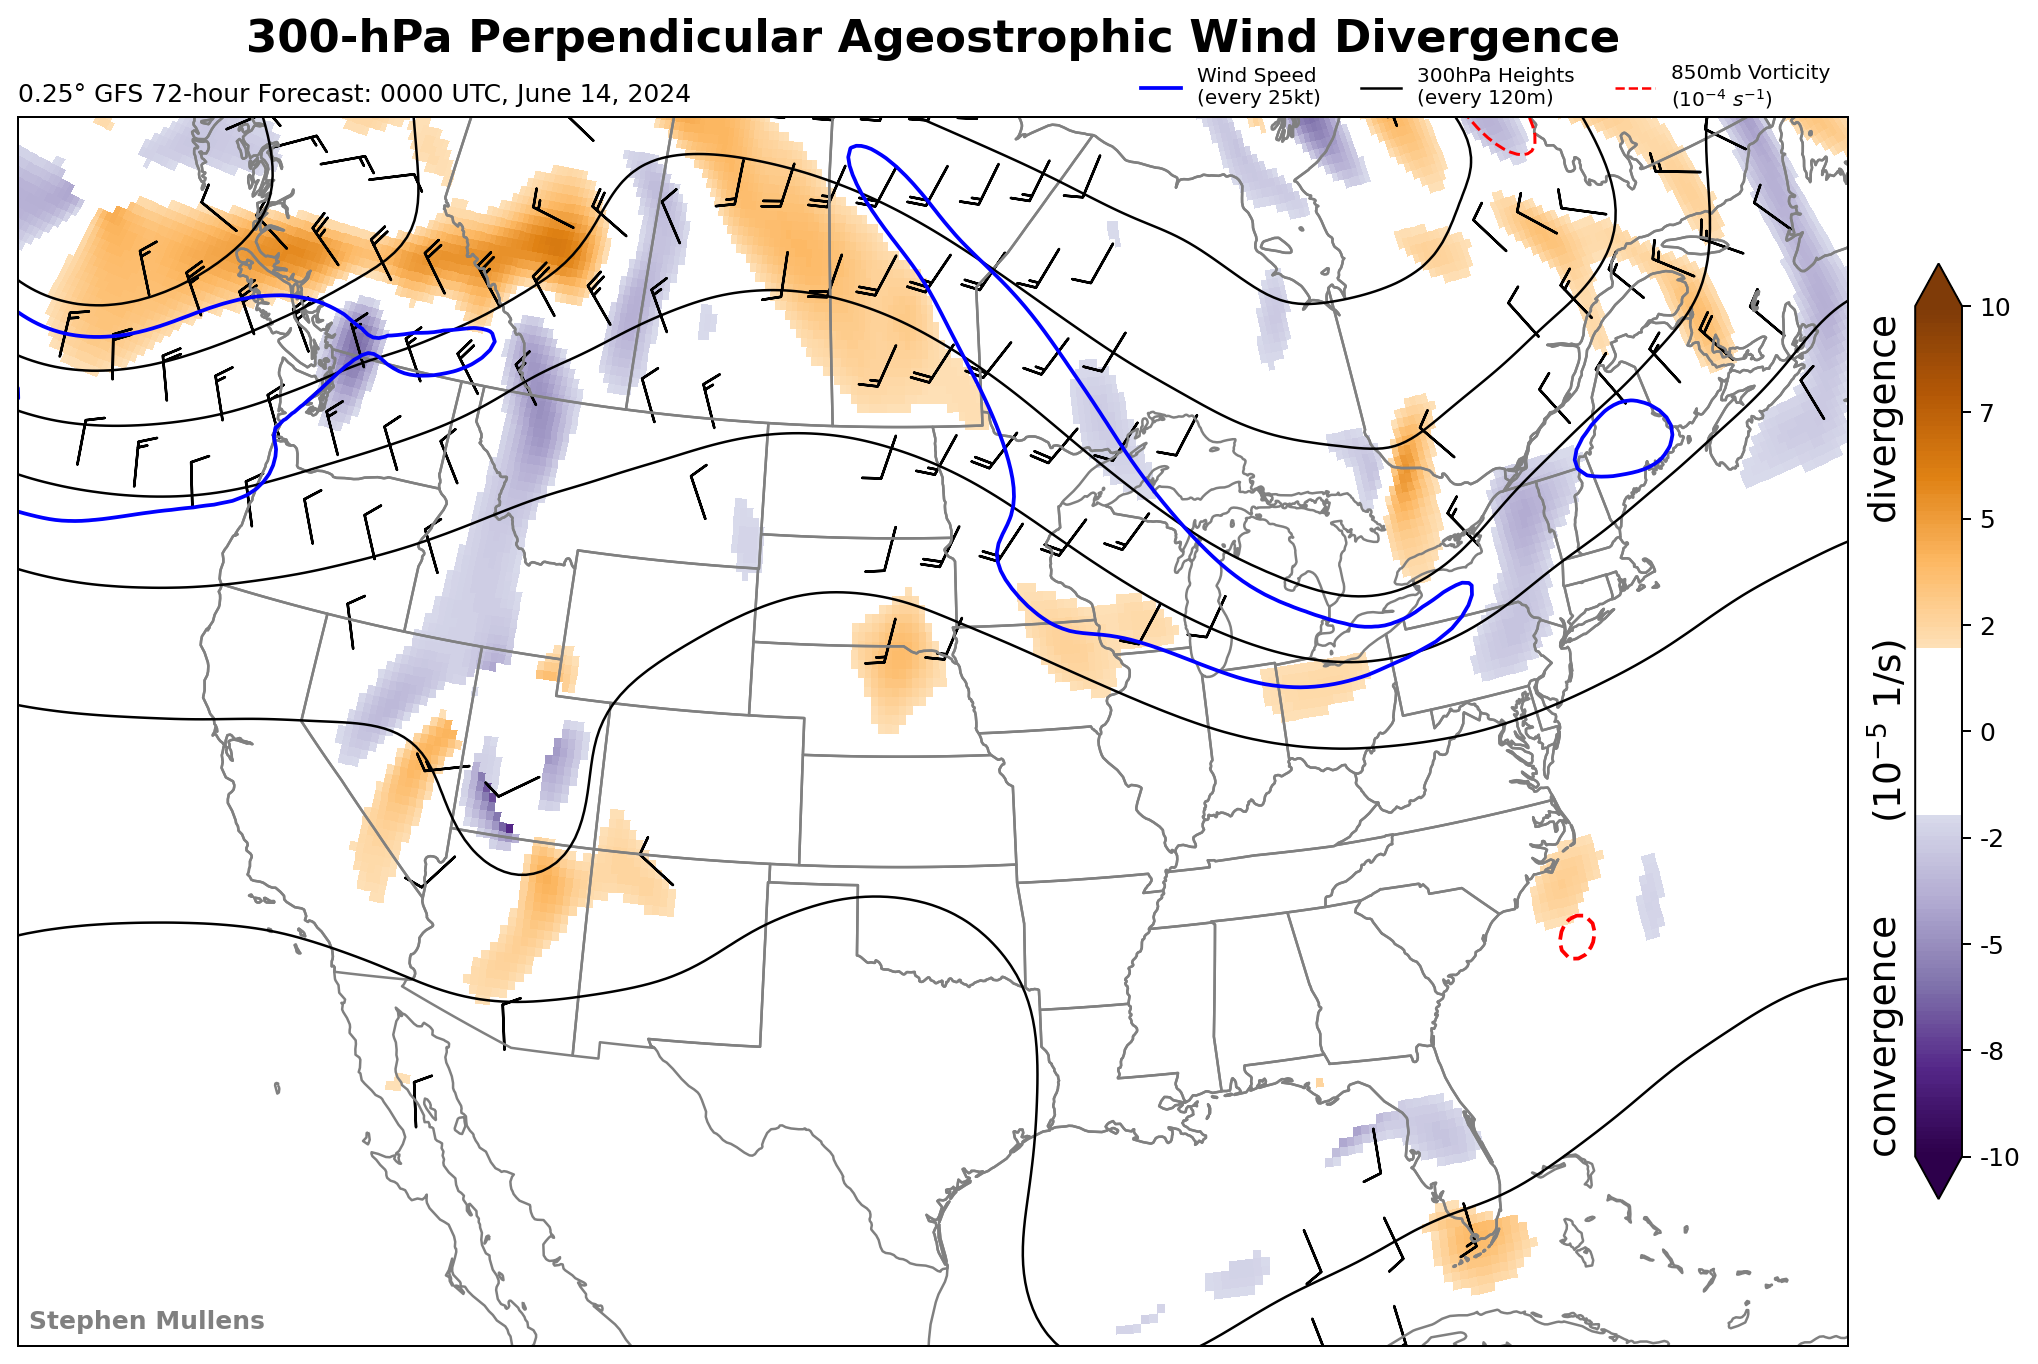 300-hPa Perpendicular Ageostrophic Wind Divergence
0.25° GFS 72-hour Forecast: 0000 UTC, June 14, 2024
Wind Speed
(every 25kt)
300hPa Heights
(every 120m)
850mb Vorticity
(10⁻⁴ s⁻¹)
10
7
5
2
0
-2
-5
-8
-10
convergence (10⁻⁵ 1/s) divergence
Stephen Mullens